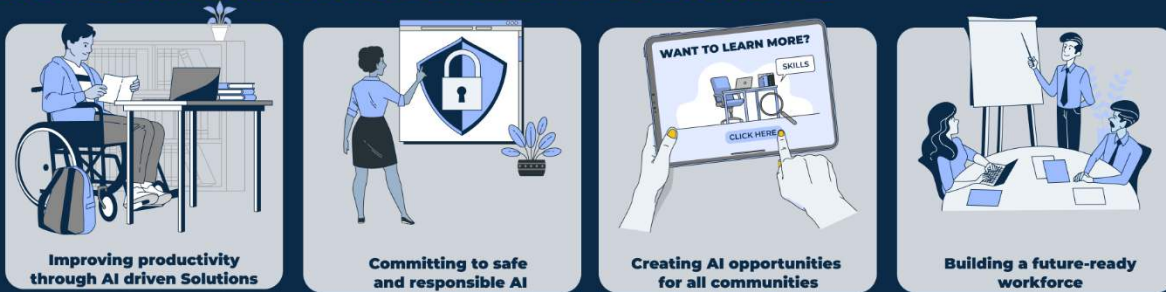 WANT TO LEARN MORE?
SKILLS
CLICK HERE
Improving productivity
through AI driven Solutions
Committing to safe
and responsible AI
Creating AI opportunities
for all communities
Building a future-ready
workforce